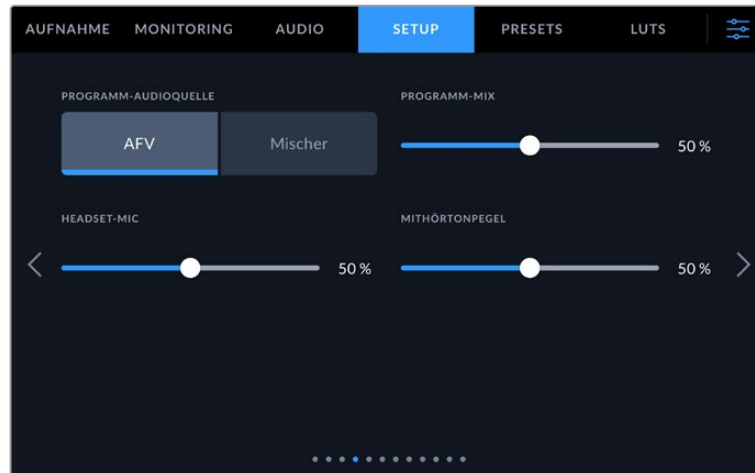 AUFNAHME MONITORING AUDIO SETUP PRESETS LUTS
PROGRAMM-AUDIOQUELLE PROGRAMM-MIX
AFV Mischer 50 %
HEADSET-MIC MITHÖRTONPEGEL
50 % 50 %